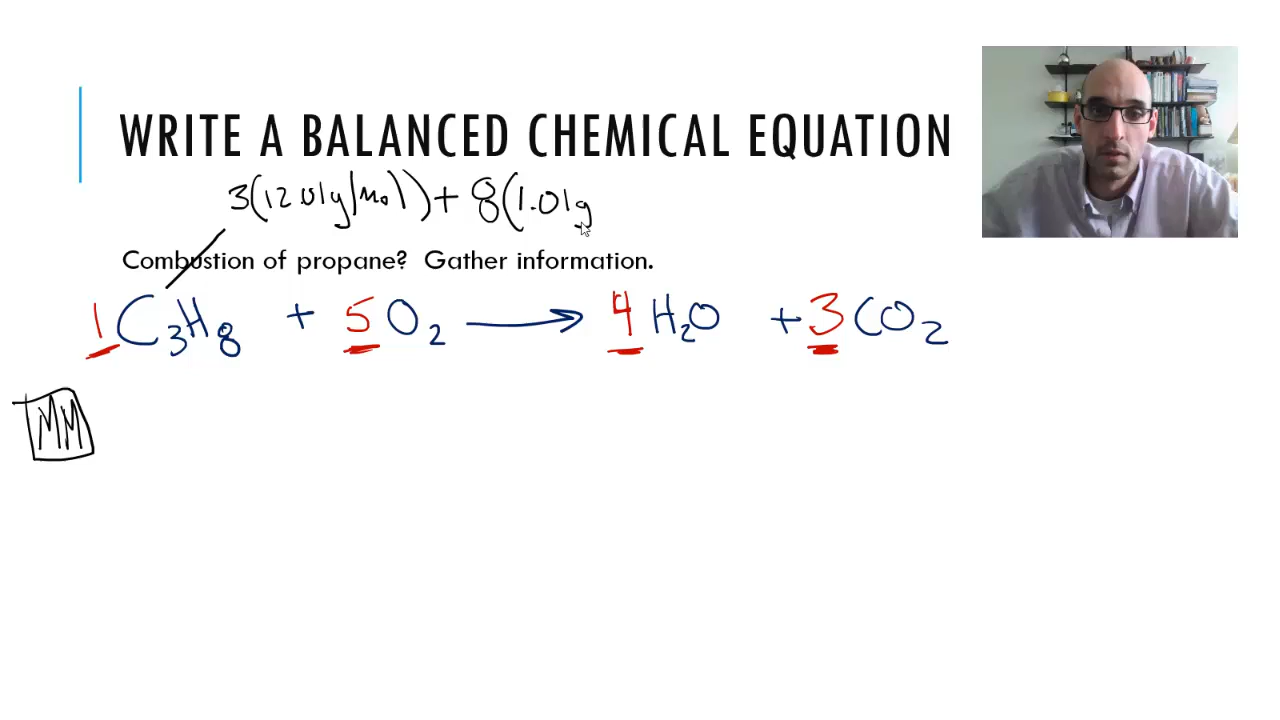 WRITE A BALANCED CHEMICAL EQUATION
3(12.01g/mol) + 8(1.01g
Combustion of propane? Gather information.
1C₃H₈ + 5O₂ → 4H₂O + 3CO₂
MM